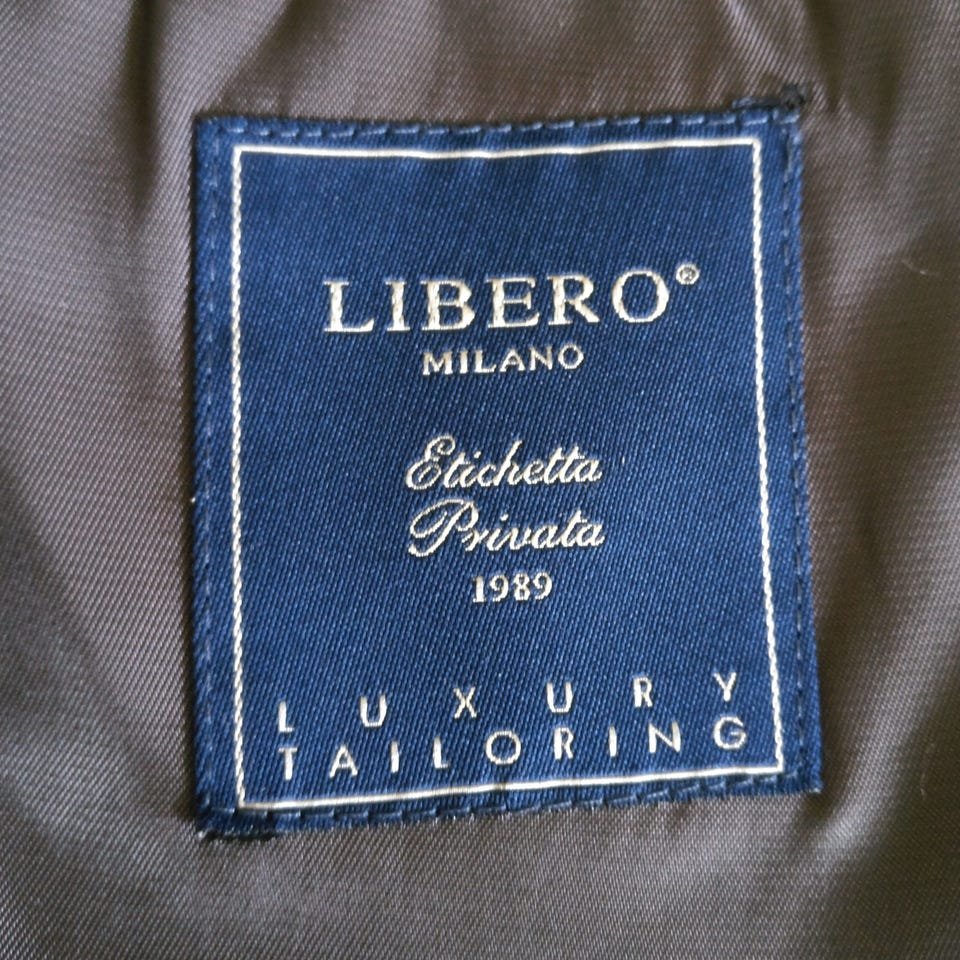 LIBERO®
MILANO
Etichetta
Privata
1989
LUXURY
TAILORING